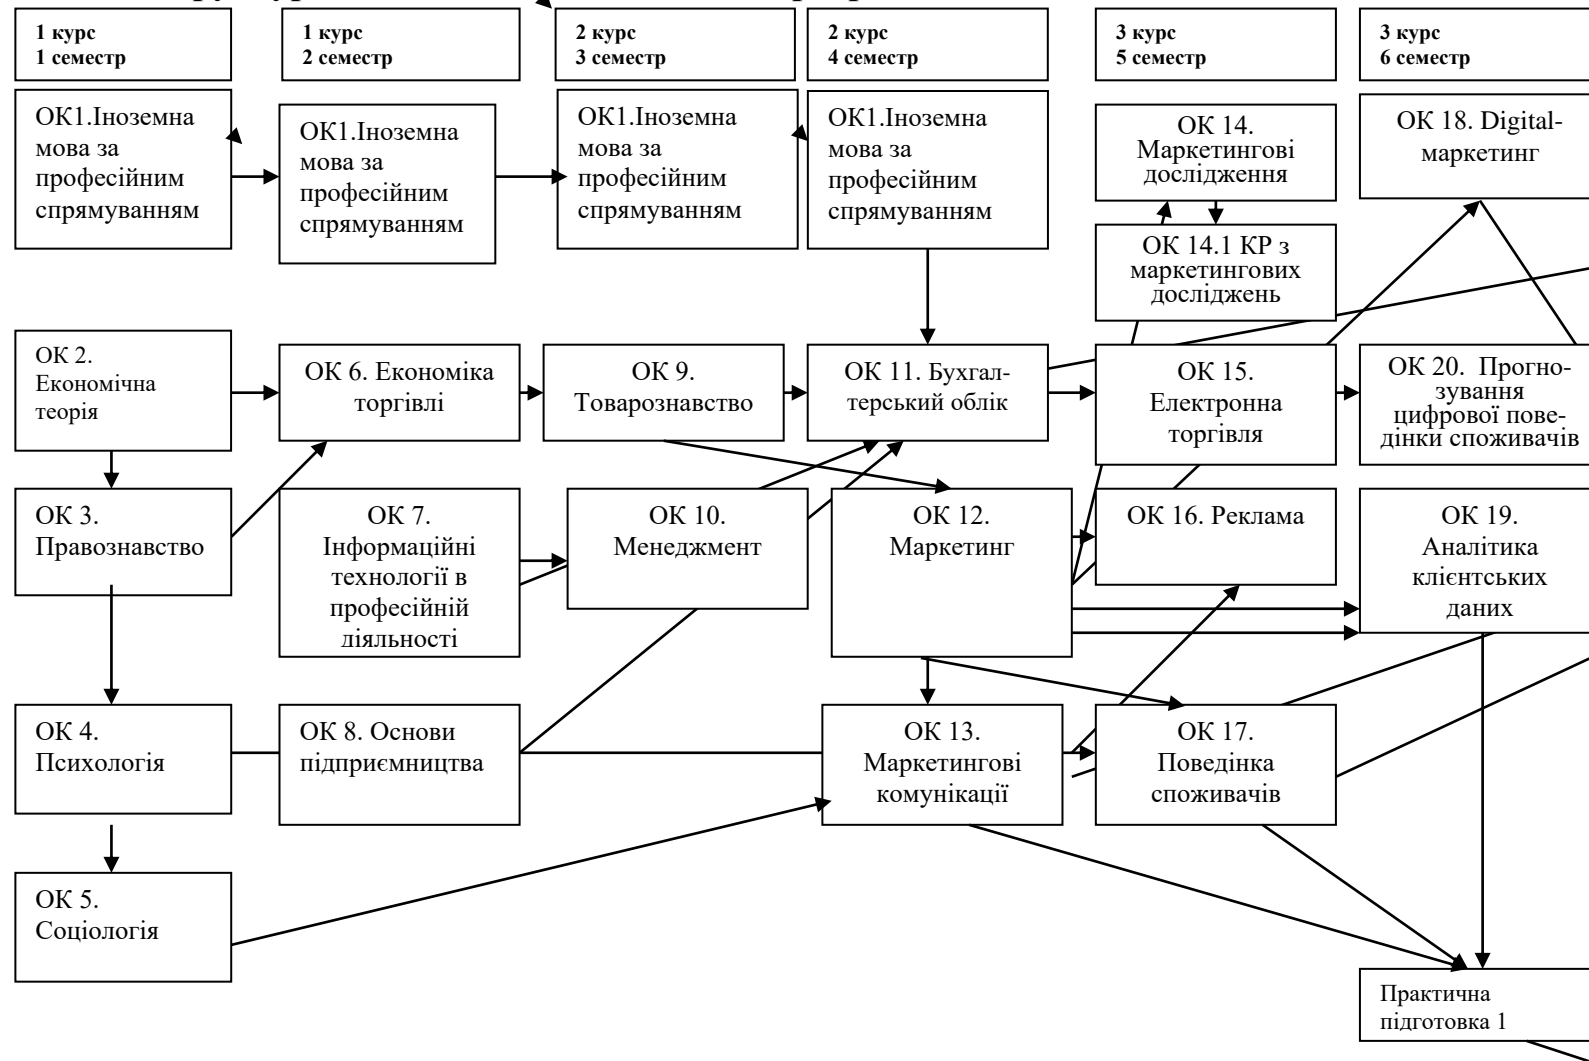 1 курс
1 семестр
1 курс
2 семестр
2 курс
3 семестр
2 курс
4 семестр
3 курс
5 семестр
3 курс
6 семестр
ОК1.Іноземна
мова за
професійним
спрямуванням
ОК1.Іноземна
мова за
професійним
спрямуванням
ОК1.Іноземна
мова за
професійним
спрямуванням
ОК1.Іноземна
мова за
професійним
спрямуванням
ОК 14.
Маркетингові
дослідження
ОК 18. Digital-
маркетинг
ОК 14.1 КР з
маркетингових
досліджень
ОК 2.
Економічна
теорія
ОК 6. Економіка
торгівлі
ОК 9.
Товарознавство
ОК 11. Бухгал-
терський облік
ОК 15.
Електронна
торгівля
ОК 20. Прогно-
зування
цифрової пове-
дінки споживачів
ОК 3.
Правознавство
ОК 7.
Інформаційні
технології в
професійній
діяльності
ОК 10.
Менеджмент
ОК 12.
Маркетинг
ОК 16. Реклама
ОК 19.
Аналітика
клієнтських
даних
ОК 4.
Психологія
ОК 8. Основи
підприємництва
ОК 13.
Маркетингові
комунікації
ОК 17.
Поведінка
споживачів
ОК 5.
Соціологія
Практична
підготовка 1